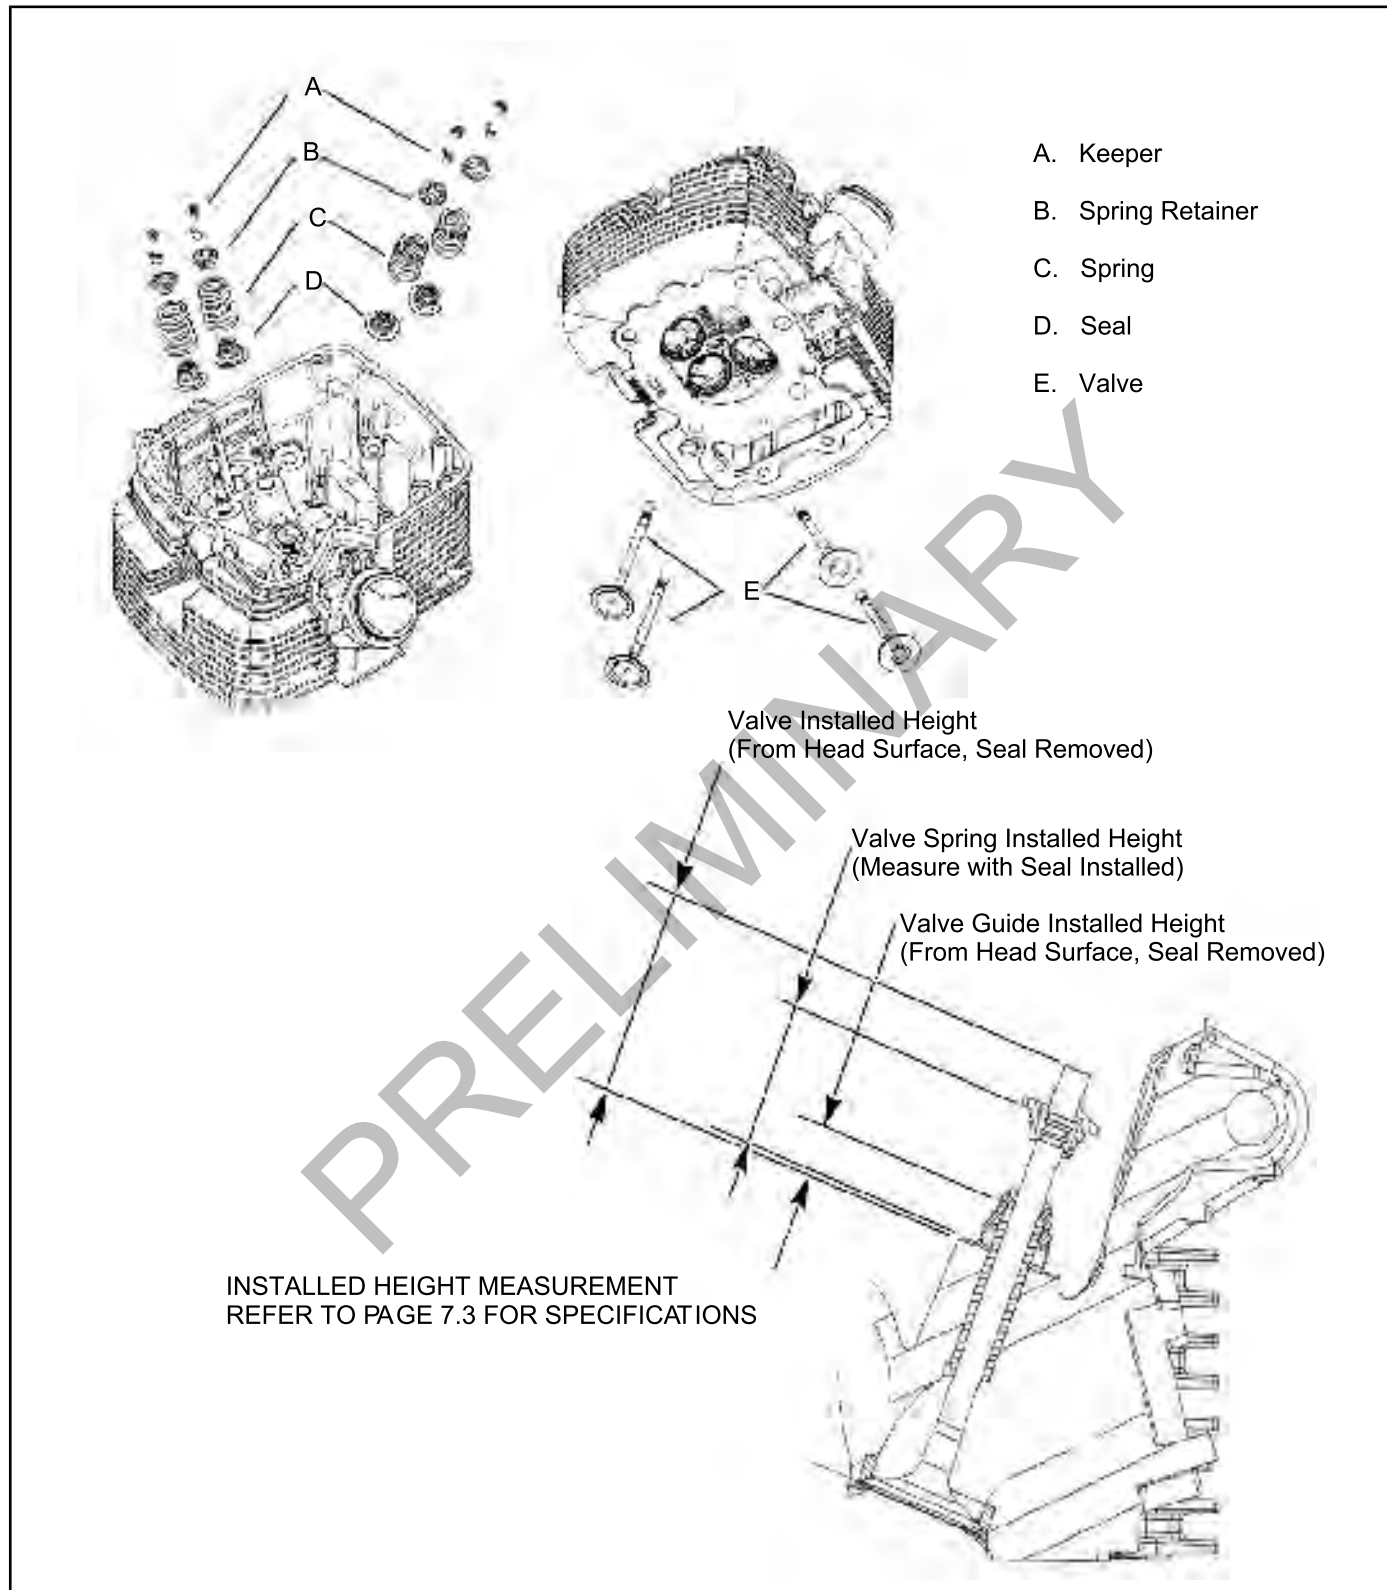 A
B
C
D
A. Keeper
B. Spring Retainer
C. Spring
D. Seal
E. Valve
E
Valve Installed Height
(From Head Surface, Seal Removed)
Valve Spring Installed Height
(Measure with Seal Installed)
Valve Guide Installed Height
(From Head Surface, Seal Removed)
PRELIMINARY
INSTALLED HEIGHT MEASUREMENT
REFER TO PAGE 7.3 FOR SPECIFICATIONS